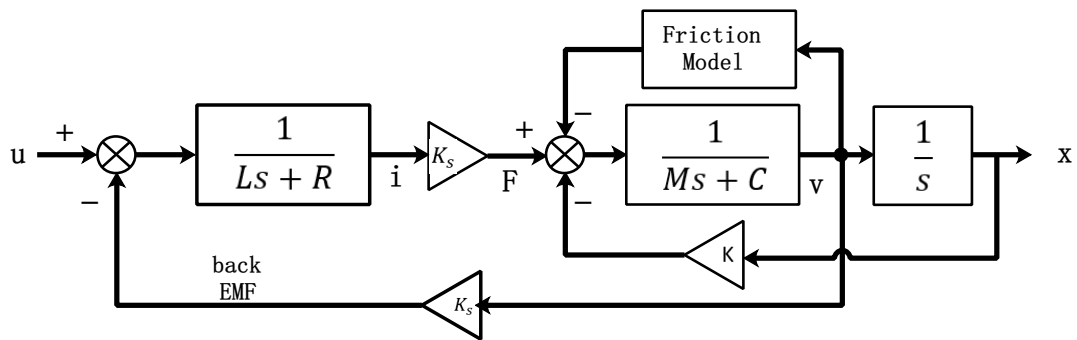 Friction
Model
u
+
−
1
Ls + R
i
K_s
F
+
−
−
1
Ms + C
v
1
s
x
K
back
EMF
K_s